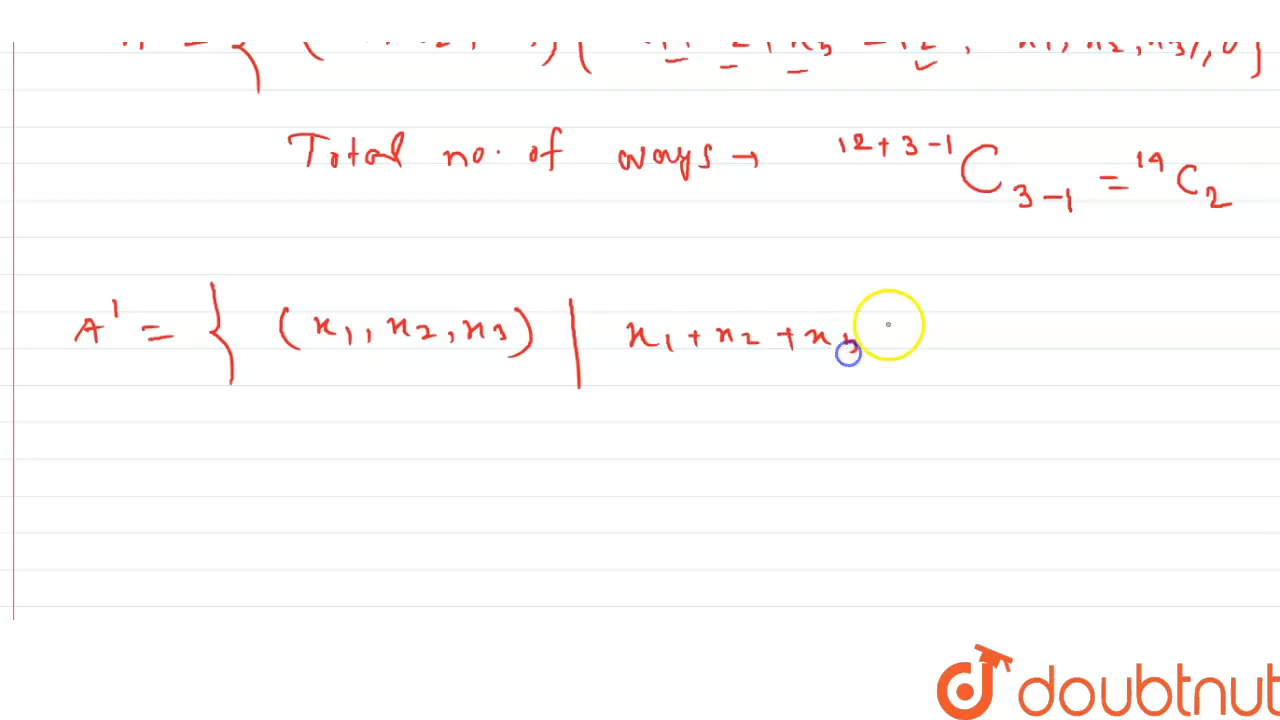 Total no. of ways → ¹²⁺³⁻¹C₃₋₁ = ¹⁴C₂
A' = { (x₁, x₂, x₃) | x₁ + x₂ + x₃
doubtnut